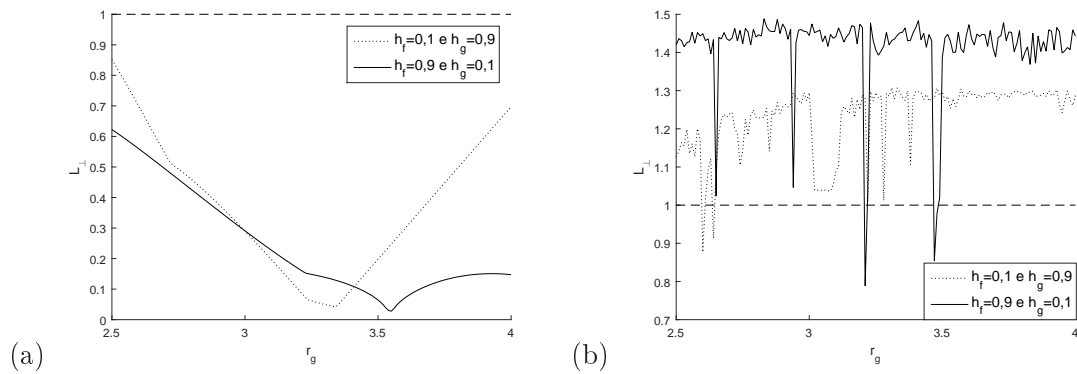 1
0.9
0.8
0.7
0.6
0.5
0.4
0.3
0.2
0.1
0
L⊥
2.5 3 3.5 4
r_g
h_f=0,1 e h_g=0,9
h_f=0,9 e h_g=0,1
(a)
1.5
1.4
1.3
1.2
1.1
1
0.9
0.8
0.7
L⊥
2.5 3 3.5 4
r_g
h_f=0,1 e h_g=0,9
h_f=0,9 e h_g=0,1
(b)